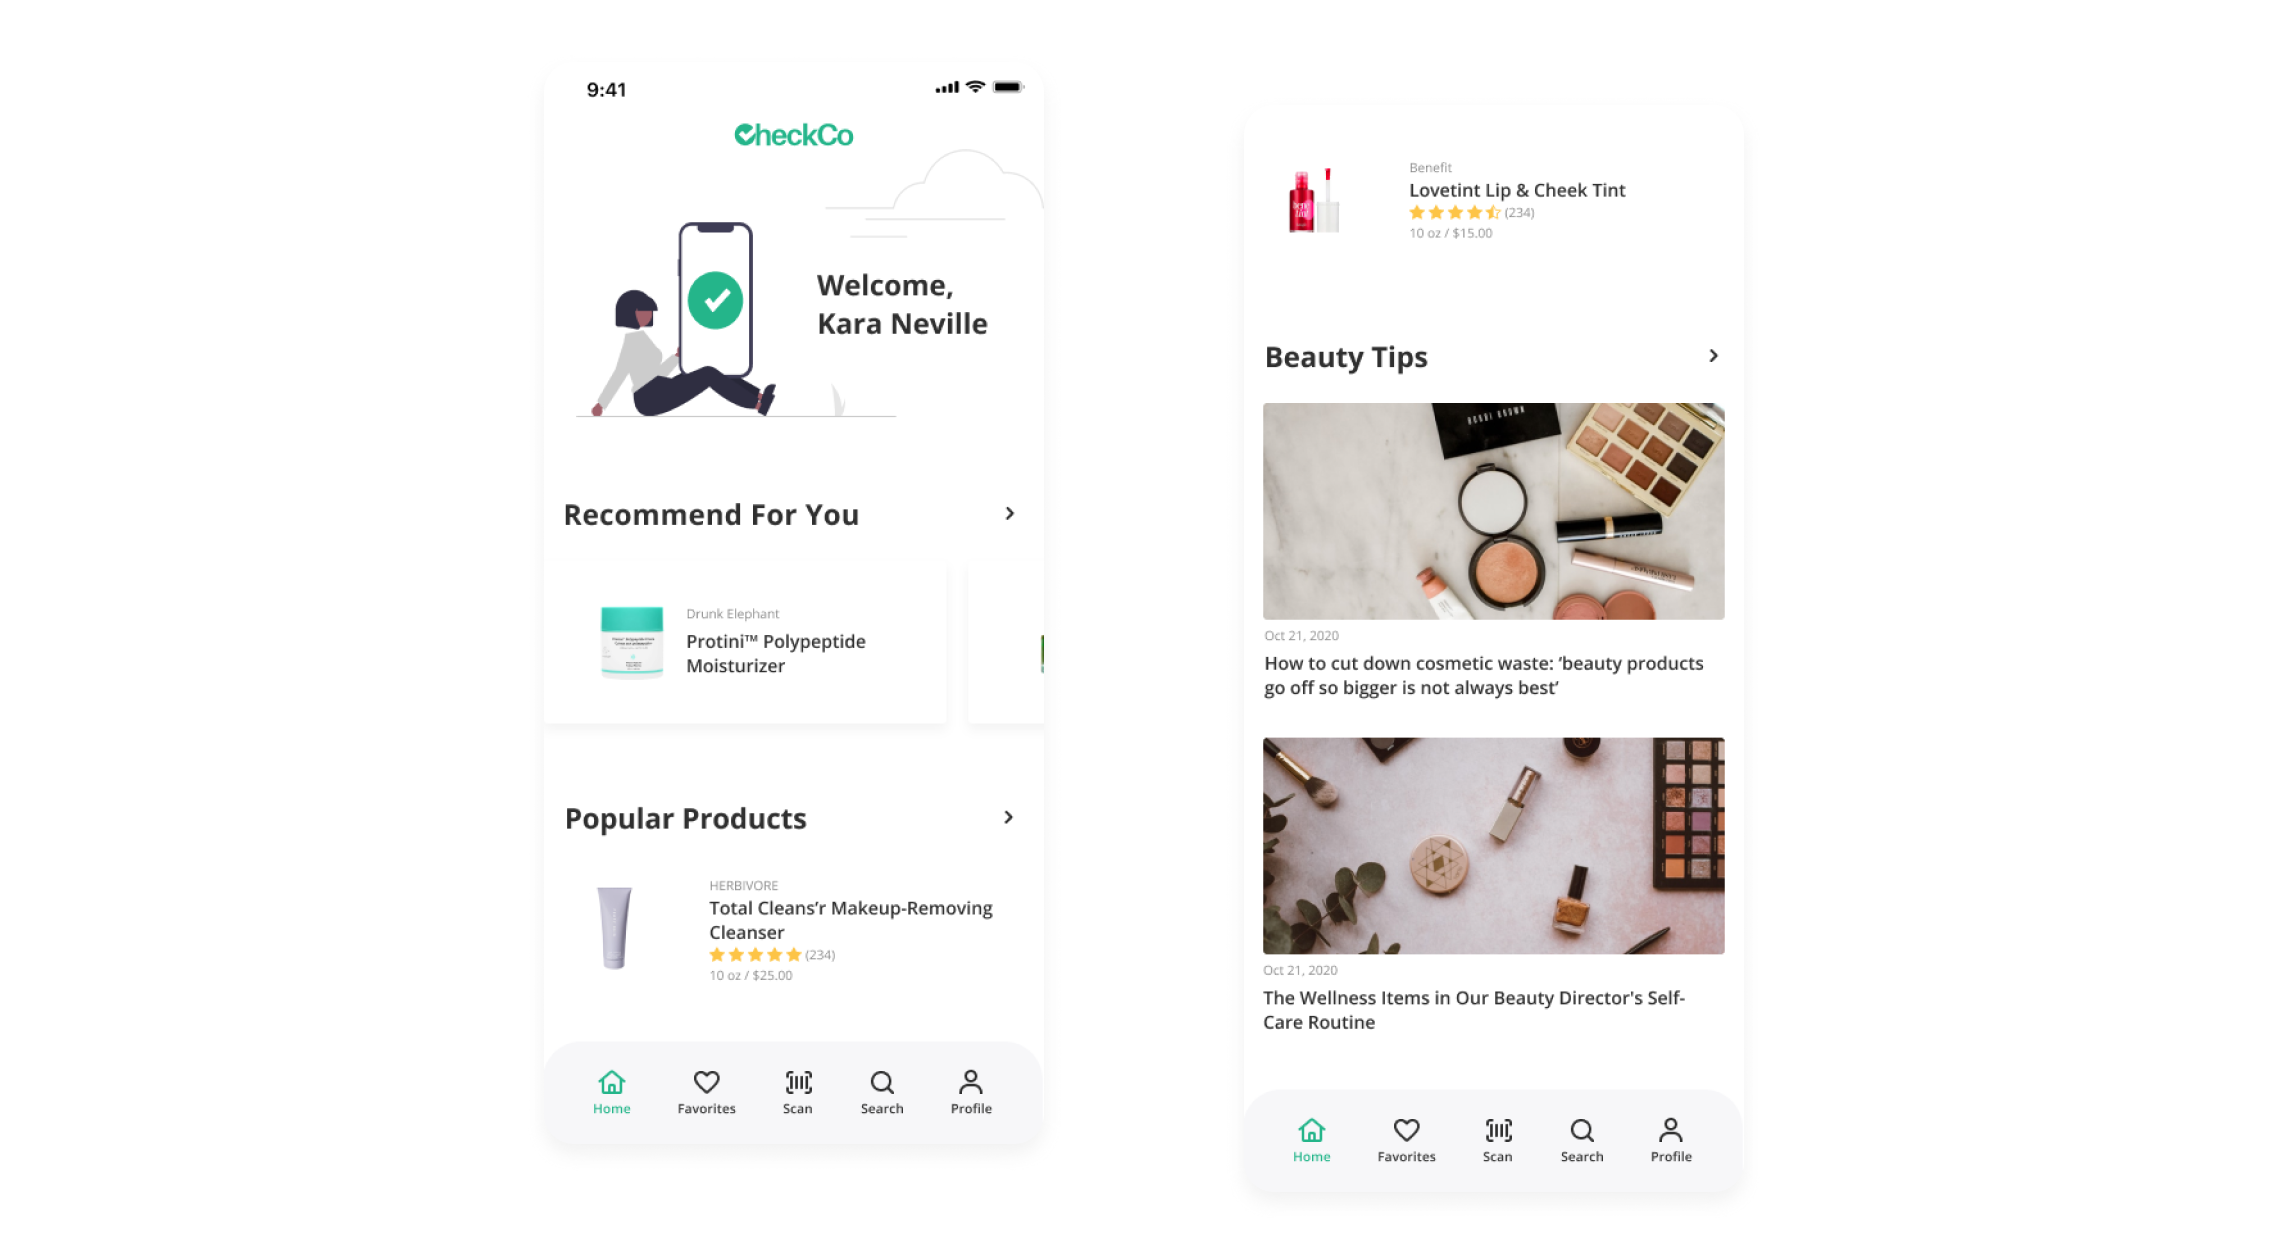 9:41
CheckCo
Welcome,
Kara Neville
Recommend For You
Drunk Elephant
Protini™ Polypeptide
Moisturizer
Popular Products
HERBIVORE
Total Cleans’r Makeup-Removing
Cleanser
(234)
10 oz / $25.00
Home
Favorites
Scan
Search
Profile
Benefit
Lovetint Lip & Cheek Tint
(234)
10 oz / $15.00
Beauty Tips
BOBBI BROWN
Oct 21, 2020
How to cut down cosmetic waste: ‘beauty products
go off so bigger is not always best’
Oct 21, 2020
The Wellness Items in Our Beauty Director's Self-
Care Routine
Home
Favorites
Scan
Search
Profile